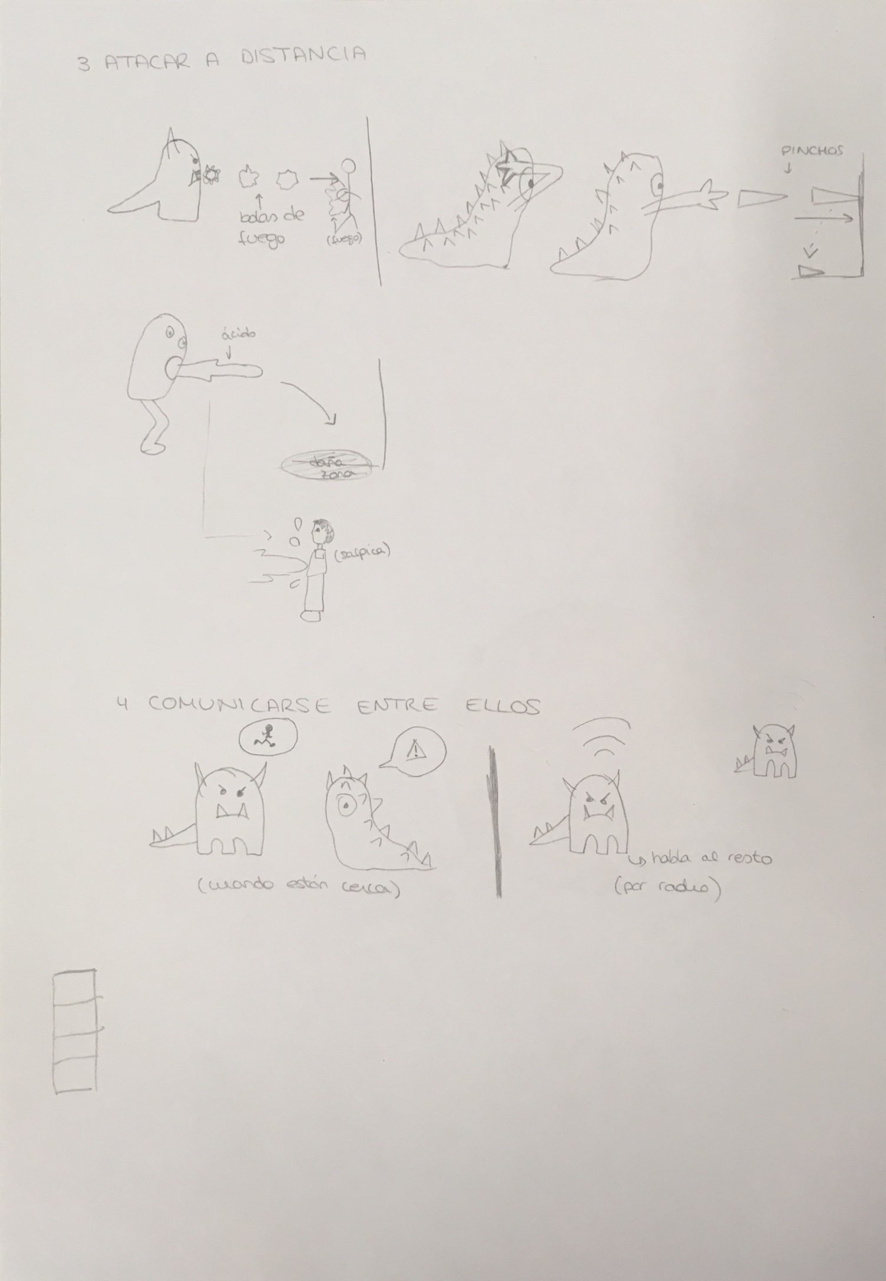 3 ATACAR A DISTANCIA
PINCHOS
bolas de
fuego
(fuego)
ácido
daña
zona
(salpica)
4 COMUNICARSE ENTRE ELLOS
habla al resto
(cuando están cerca)
(por radio)